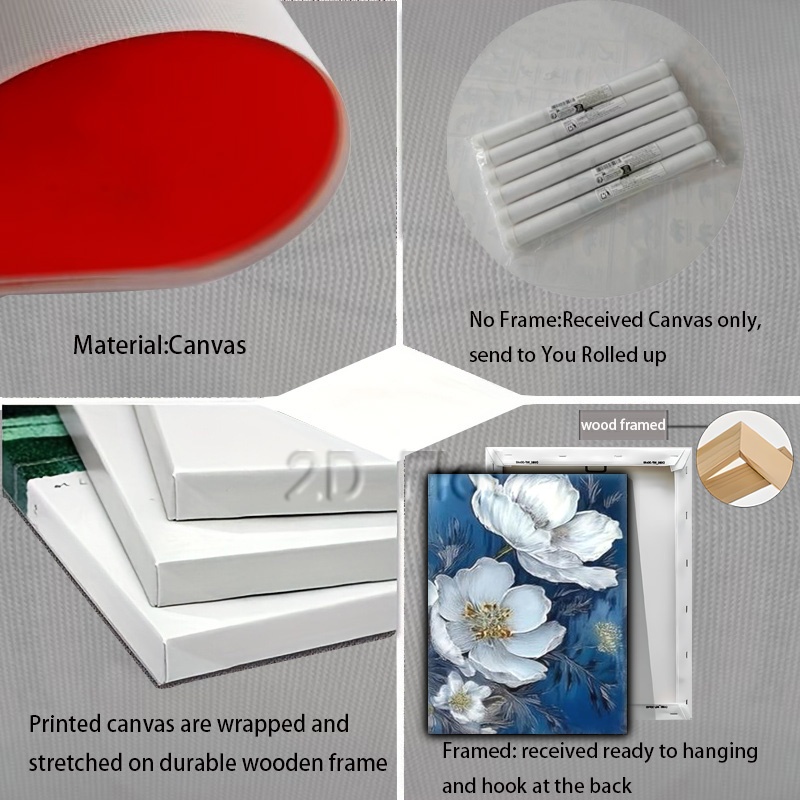 Material:Canvas
No Frame:Received Canvas only,
send to You Rolled up
wood framed
2D
Printed canvas are wrapped and
stretched on durable wooden frame
Framed: received ready to hanging
and hook at the back